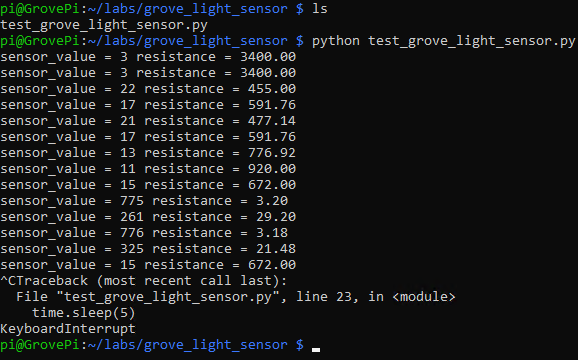 pi@GrovePi:~/labs/grove_light_sensor $ ls
test_grove_light_sensor.py
pi@GrovePi:~/labs/grove_light_sensor $ python test_grove_light_sensor.py
sensor_value = 3 resistance = 3400.00
sensor_value = 3 resistance = 3400.00
sensor_value = 22 resistance = 455.00
sensor_value = 17 resistance = 591.76
sensor_value = 21 resistance = 477.14
sensor_value = 17 resistance = 591.76
sensor_value = 13 resistance = 776.92
sensor_value = 11 resistance = 920.00
sensor_value = 15 resistance = 672.00
sensor_value = 775 resistance = 3.20
sensor_value = 261 resistance = 29.20
sensor_value = 776 resistance = 3.18
sensor_value = 325 resistance = 21.48
sensor_value = 15 resistance = 672.00
^CTraceback (most recent call last):
  File "test_grove_light_sensor.py", line 23, in <module>
    time.sleep(5)
KeyboardInterrupt
pi@GrovePi:~/labs/grove_light_sensor $